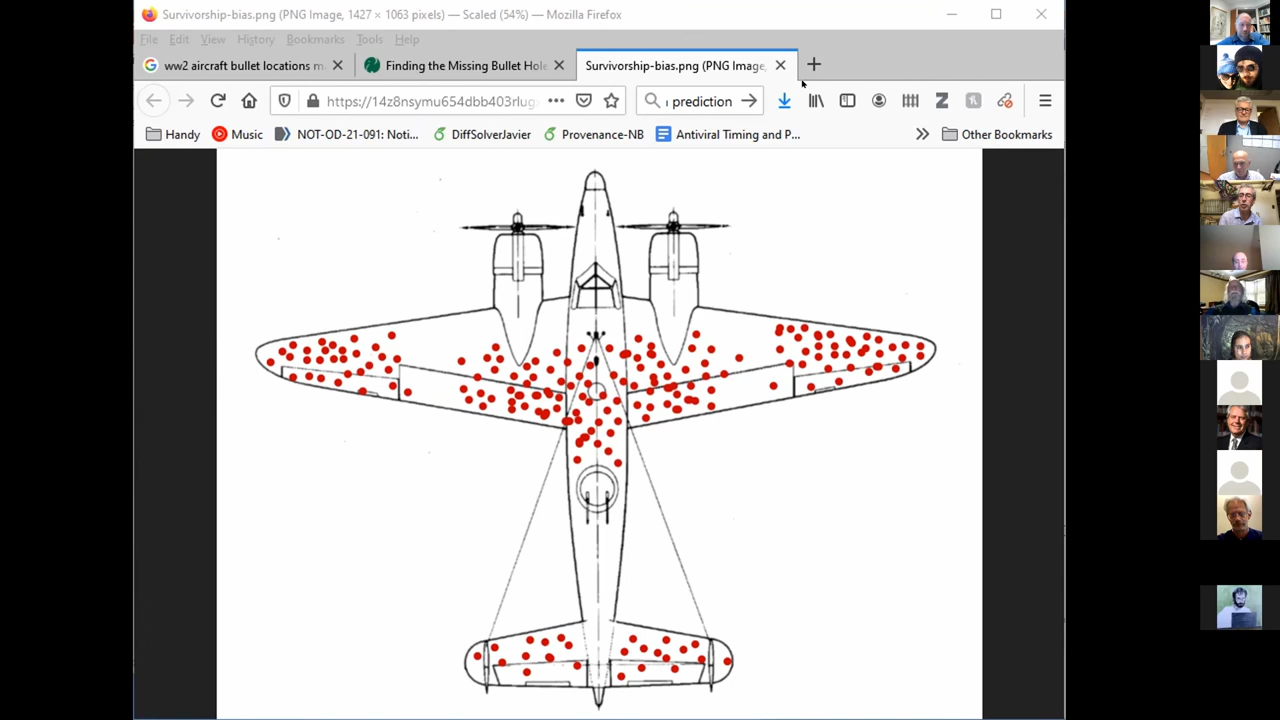 Survivorship-bias.png (PNG Image, 1427 × 1063 pixels) — Scaled (54%) — Mozilla Firefox
File Edit View History Bookmarks Tools Help
ww2 aircraft bullet locations m Finding the Missing Bullet Hole Survivorship-bias.png (PNG Image,
https://14z8nsymu654dbb403rlug prediction
Handy Music NOT-OD-21-091: Noti... DiffSolverJavier Provenance-NB Antiviral Timing and P... Other Bookmarks